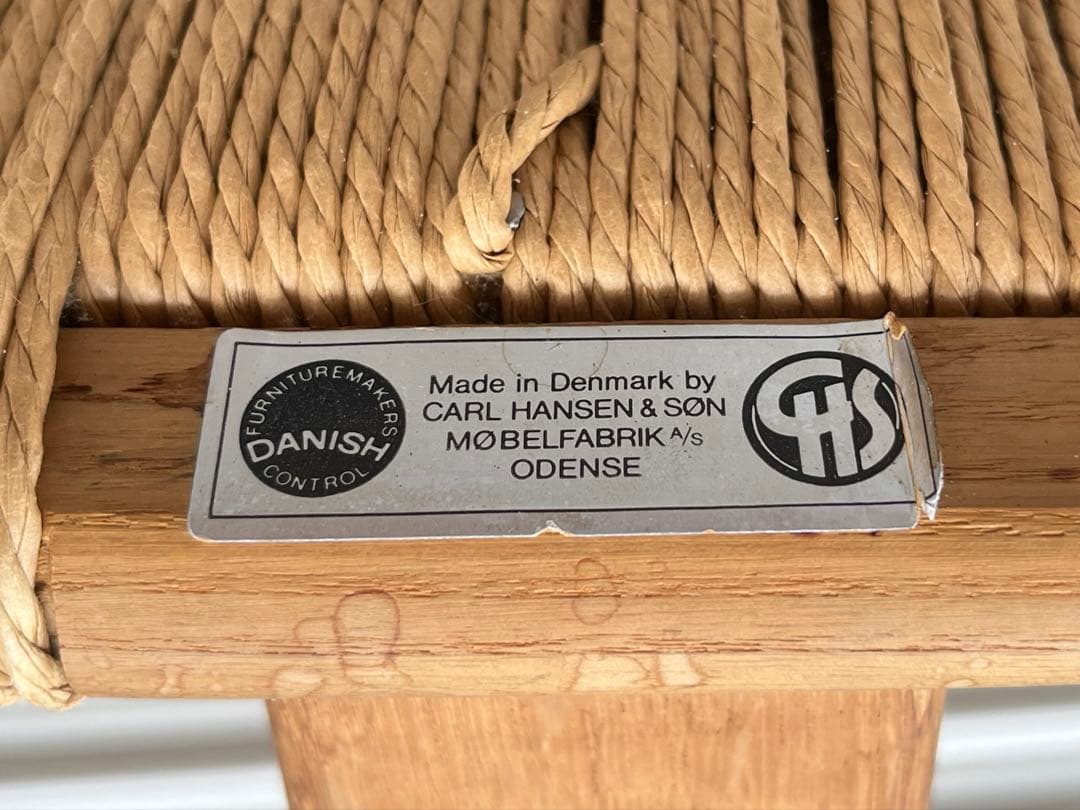 FURNITUREMAKERS
DANISH
CONTROL
Made in Denmark by
CARL HANSEN & SØN
MØBELFABRIK A/s
ODENSE
CHS